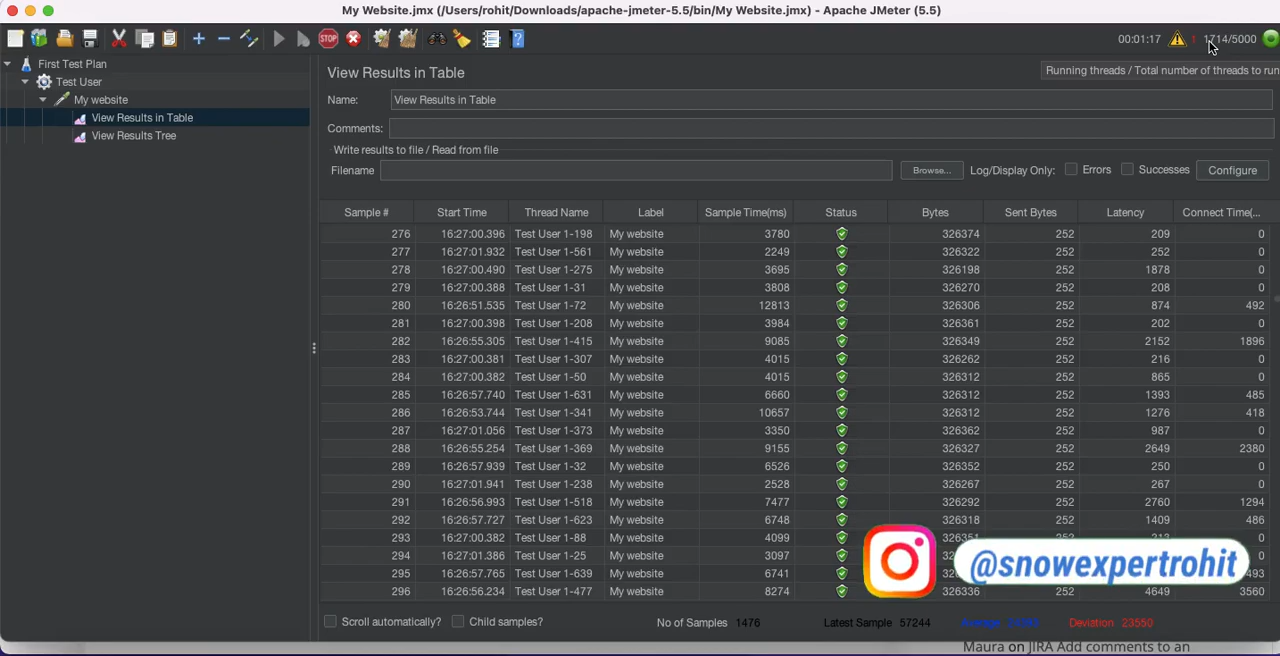 My Website.jmx (/Users/rohit/Downloads/apache-jmeter-5.5/bin/My Website.jmx) - Apache JMeter (5.5)
STOP 00:01:17 1 1714/5000
First Test Plan
Test User
My website
View Results in Table
View Results Tree
View Results in Table
Running threads / Total number of threads to run
Name: View Results in Table
Comments:
Write results to file / Read from file
Filename Browse... Log/Display Only: Errors Successes Configure
Sample # Start Time Thread Name Label Sample Time(ms) Status Bytes Sent Bytes Latency Connect Time(...
276 16:27:00.396 Test User 1-198 My website 3780 326374 252 209 0
277 16:27:01.932 Test User 1-561 My website 2249 326322 252 252 0
278 16:27:00.490 Test User 1-275 My website 3695 326198 252 1878 0
279 16:27:00.388 Test User 1-31 My website 3808 326270 252 208 0
280 16:26:51.535 Test User 1-72 My website 12813 326306 252 874 492
281 16:27:00.398 Test User 1-208 My website 3984 326361 252 202 0
282 16:26:55.305 Test User 1-415 My website 9085 326349 252 2152 1896
283 16:27:00.381 Test User 1-307 My website 4015 326262 252 216 0
284 16:27:00.382 Test User 1-50 My website 4015 326312 252 865 0
285 16:26:57.740 Test User 1-631 My website 6660 326312 252 1393 485
286 16:26:53.744 Test User 1-341 My website 10657 326312 252 1276 418
287 16:27:01.056 Test User 1-373 My website 3350 326362 252 987 0
288 16:26:55.254 Test User 1-369 My website 9155 326327 252 2649 2380
289 16:26:57.939 Test User 1-32 My website 6526 326352 252 250 0
290 16:27:01.941 Test User 1-238 My website 2528 326267 252 267 0
291 16:26:56.993 Test User 1-518 My website 7477 326292 252 2760 1294
292 16:26:57.727 Test User 1-623 My website 6748 326318 252 1409 486
293 16:27:00.382 Test User 1-88 My website 4099 326351 252 0
294 16:27:01.386 Test User 1-25 My website 3097 0
295 16:26:57.765 Test User 1-639 My website 6741 493
296 16:26:56.234 Test User 1-477 My website 8274 326336 252 4649 3560
@snowexpertrohit
Scroll automatically? Child samples? No of Samples 1476 Latest Sample 57244 Average Deviation 23550
Maura on JIRA Add comments to an